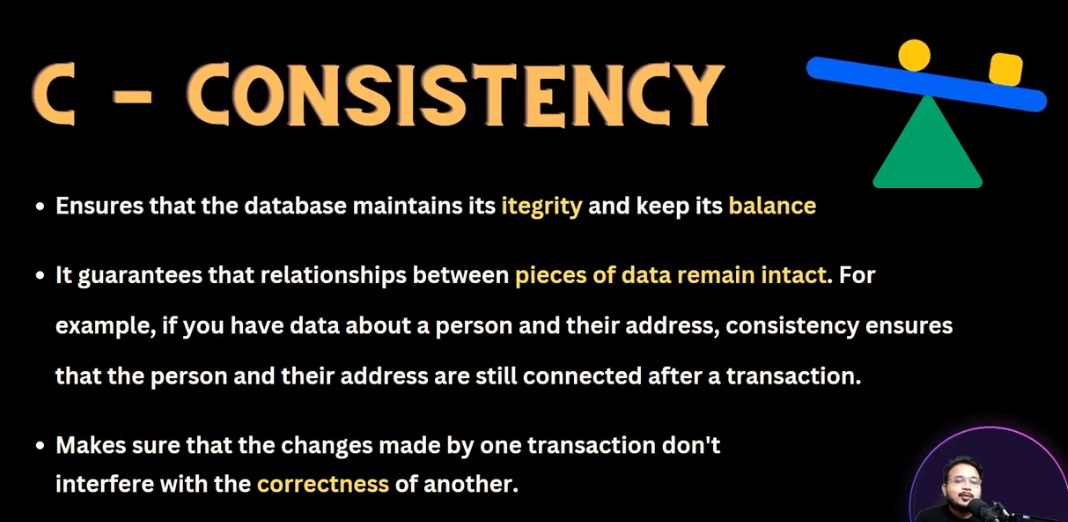 C - CONSISTENCY
• Ensures that the database maintains its itegrity and keep its balance
• It guarantees that relationships between pieces of data remain intact. For
example, if you have data about a person and their address, consistency ensures
that the person and their address are still connected after a transaction.
• Makes sure that the changes made by one transaction don't
interfere with the correctness of another.